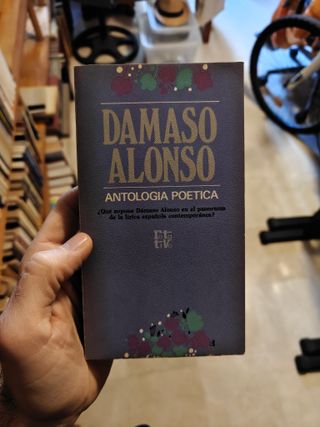 DAMASO
ALONSO
ANTOLOGIA POETICA
¿Qué supone Dámaso Alonso en el panorama
de la lírica española contemporánea?